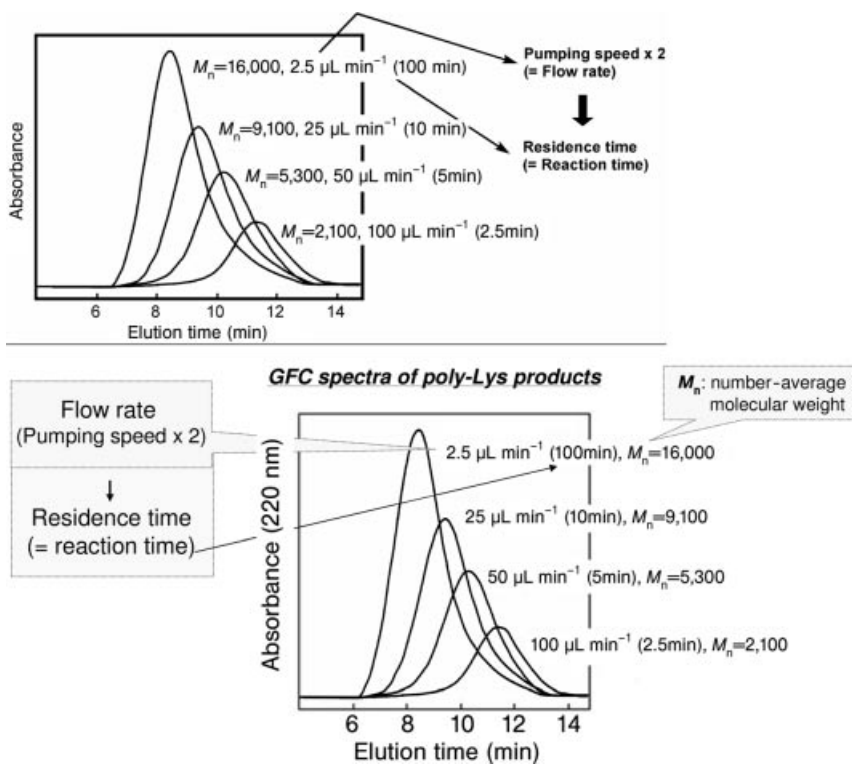 Pumping speed x 2
(= Flow rate)
Residence time
(= Reaction time)
Mn=16,000, 2.5 µL min⁻¹ (100 min)
Mn=9,100, 25 µL min⁻¹ (10 min)
Mn=5,300, 50 µL min⁻¹ (5min)
Mn=2,100, 100 µL min⁻¹ (2.5min)
Absorbance
6 8 10 12 14
Elution time (min)
GFC spectra of poly-Lys products
Mn: number-average
molecular weight
Flow rate
(Pumping speed x 2)
Residence time
(= reaction time)
2.5 µL min⁻¹ (100min), Mn=16,000
25 µL min⁻¹ (10min), Mn=9,100
50 µL min⁻¹ (5min), Mn=5,300
100 µL min⁻¹ (2.5min), Mn=2,100
Absorbance (220 nm)
6 8 10 12 14
Elution time (min)